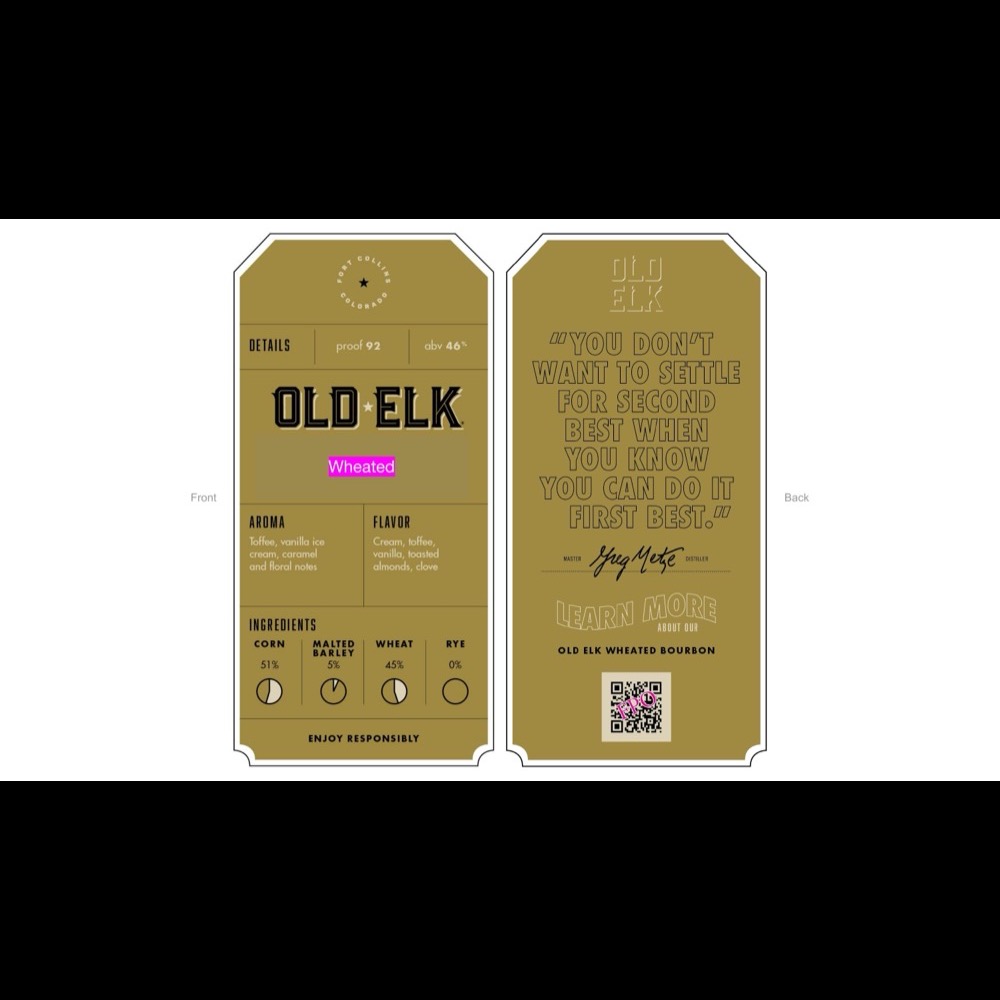 Front
FORT COLLINS
COLORADO
DETAILS
proof 92
abv 46%
OLD ELK
Wheated
AROMA
Toffee, vanilla ice
cream, caramel
and floral notes
FLAVOR
Cream, toffee,
vanilla, toasted
almonds, clove
INGREDIENTS
CORN
51%
MALTED
BARLEY
5%
WHEAT
45%
RYE
0%
ENJOY RESPONSIBLY
OLD
ELK
“YOU DON’T
WANT TO SETTLE
FOR SECOND
BEST WHEN
YOU KNOW
YOU CAN DO IT
FIRST BEST.”
MASTER Greg Metze DISTILLER
LEARN MORE
ABOUT OUR
OLD ELK WHEATED BOURBON
FPO
Back